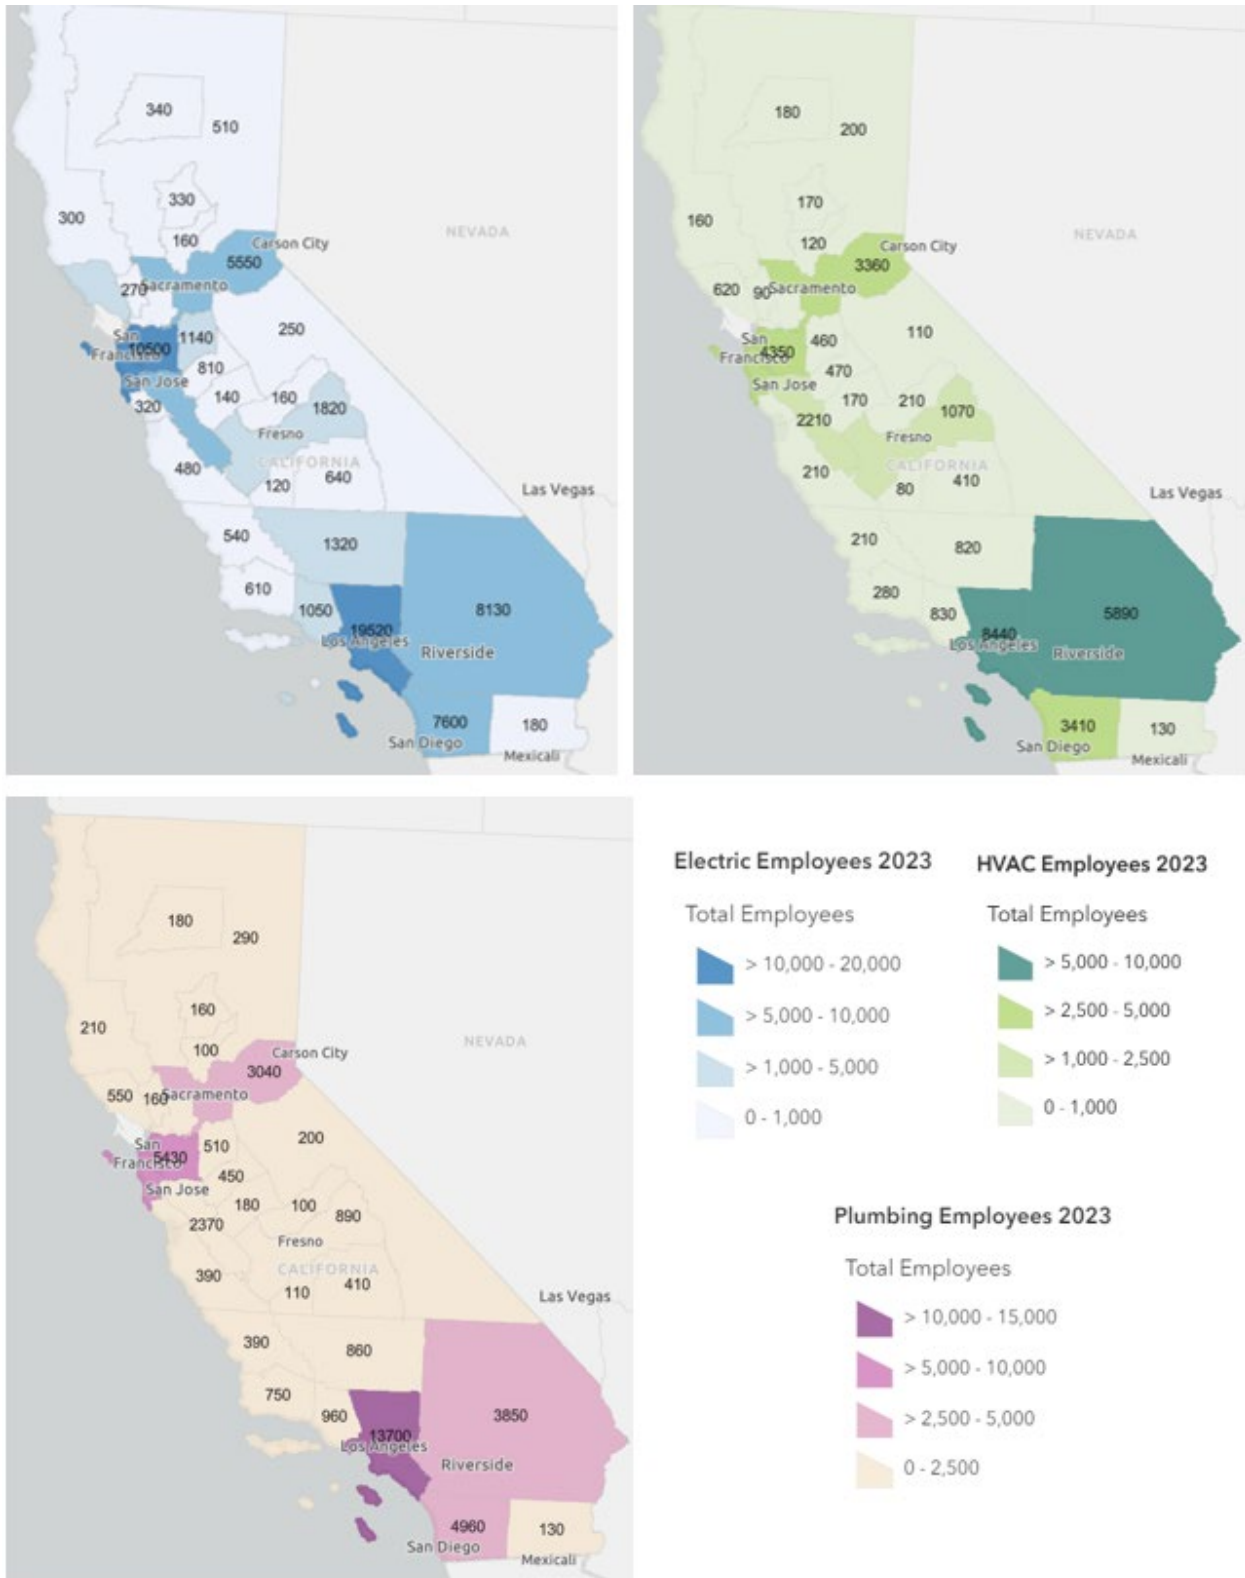 340
510
330
300
160
Carson City
NEVADA
5550
270
Sacramento
250
San
Francisco
10500
1140
810
San Jose
320
140
160
1820
Fresno
CALIFORNIA
480
120
640
Las Vegas
540
1320
610
1050
19520
Los Angeles
8130
Riverside
7600
180
San Diego
Mexicali
180
200
170
160
120
Carson City
NEVADA
3360
620
90
Sacramento
110
San
Francisco
4350
460
470
San Jose
170
210
1070
2210
Fresno
CALIFORNIA
210
80
410
Las Vegas
210
820
280
830
8440
Los Angeles
5890
Riverside
3410
130
San Diego
Mexicali
180
290
160
210
100
Carson City
NEVADA
3040
550
160
Sacramento
200
San
Francisco
5430
510
450
San Jose
180
100
890
2370
Fresno
CALIFORNIA
390
110
410
Las Vegas
390
860
750
960
13700
Los Angeles
3850
Riverside
4960
130
San Diego
Mexicali
Electric Employees 2023
Total Employees
> 10,000 - 20,000
> 5,000 - 10,000
> 1,000 - 5,000
0 - 1,000
HVAC Employees 2023
Total Employees
> 5,000 - 10,000
> 2,500 - 5,000
> 1,000 - 2,500
0 - 1,000
Plumbing Employees 2023
Total Employees
> 10,000 - 15,000
> 5,000 - 10,000
> 2,500 - 5,000
0 - 2,500